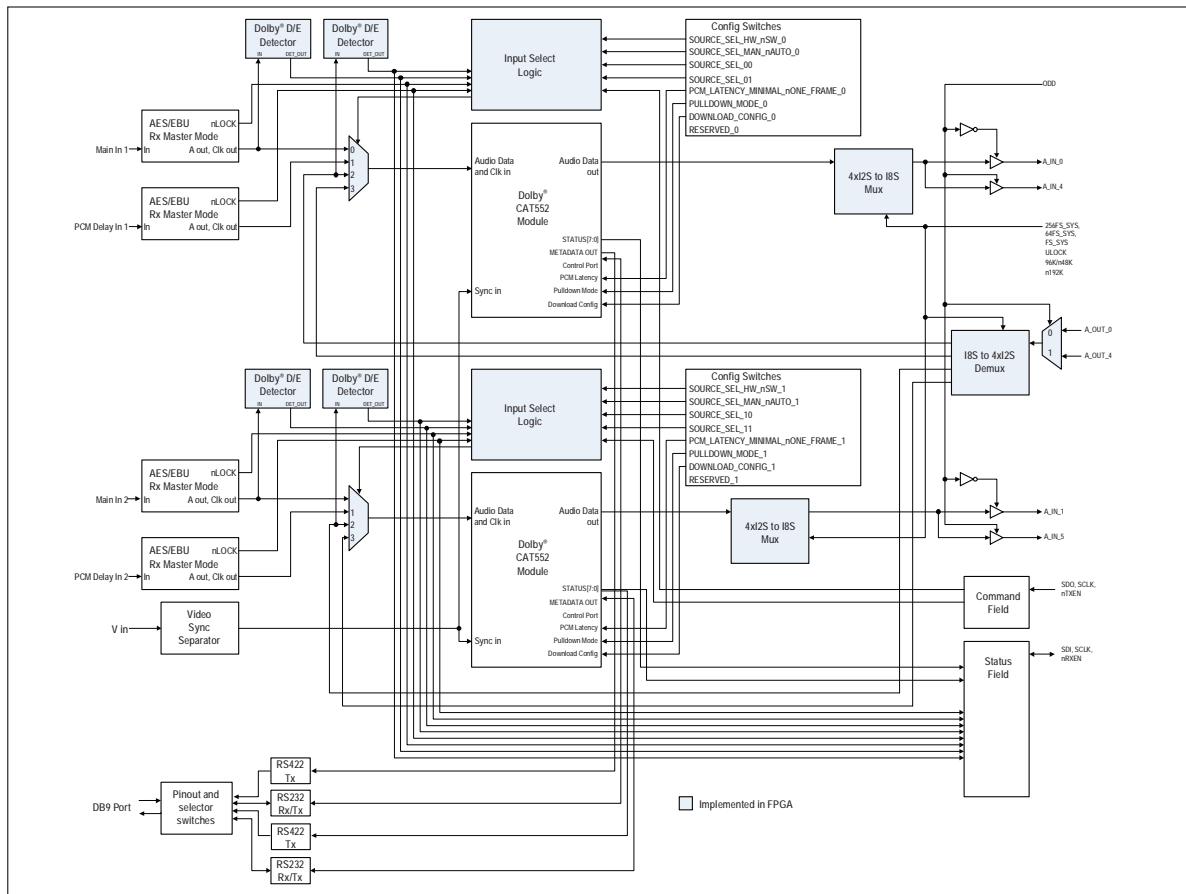 Dolby® D/E
Detector
IN
DET_OUT
Dolby® D/E
Detector
IN
DET_OUT
Input Select
Logic
Config Switches
SOURCE_SEL_HW_nSW_0
SOURCE_SEL_MAN_nAUTO_0
SOURCE_SEL_00
SOURCE_SEL_01
PCM_LATENCY_MINIMAL_nONE_FRAME_0
PULLDOWN_MODE_0
DOWNLOAD_CONFIG_0
RESERVED_0
ODD
AES/EBU
nLOCK
Rx Master Mode
Main In 1
In
A out, Clk out
AES/EBU
nLOCK
Rx Master Mode
PCM Delay In 1
In
A out, Clk out
0
1
2
3
Audio Data
and Clk in
Audio Data
out
Dolby®
CAT552
Module
STATUS[7:0]
METADATA OUT
Control Port
PCM Latency
Pulldown Mode
Download Config
Sync in
4xI2S to I8S
Mux
A_IN_0
A_IN_4
256FS_SYS,
64FS_SYS,
FS_SYS
ULOCK
96K/n48K
n192K
I8S to 4xI2S
Demux
0
1
A_OUT_0
A_OUT_4
Dolby® D/E
Detector
IN
DET_OUT
Dolby® D/E
Detector
IN
DET_OUT
Input Select
Logic
Config Switches
SOURCE_SEL_HW_nSW_1
SOURCE_SEL_MAN_nAUTO_1
SOURCE_SEL_10
SOURCE_SEL_11
PCM_LATENCY_MINIMAL_nONE_FRAME_1
PULLDOWN_MODE_1
DOWNLOAD_CONFIG_1
RESERVED_1
AES/EBU
nLOCK
Rx Master Mode
Main In 2
In
A out, Clk out
AES/EBU
nLOCK
Rx Master Mode
PCM Delay In 2
In
A out, Clk out
0
1
2
3
Audio Data
and Clk in
Audio Data
out
Dolby®
CAT552
Module
STATUS[7:0]
METADATA OUT
Control Port
PCM Latency
Pulldown Mode
Download Config
Sync in
4xI2S to I8S
Mux
A_IN_1
A_IN_5
V in
Video
Sync
Separator
Command
Field
SDO, SCLK,
nTXEN
Status
Field
SDI, SCLK,
nRXEN
DB9 Port
Pinout and
selector
switches
RS422
Tx
RS232
Rx/Tx
RS422
Tx
RS232
Rx/Tx
Implemented in FPGA